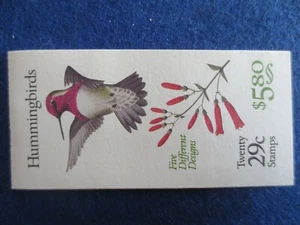 Hummingbirds
Five
Different
Designs
Twenty
29c
Stamps
$5.80